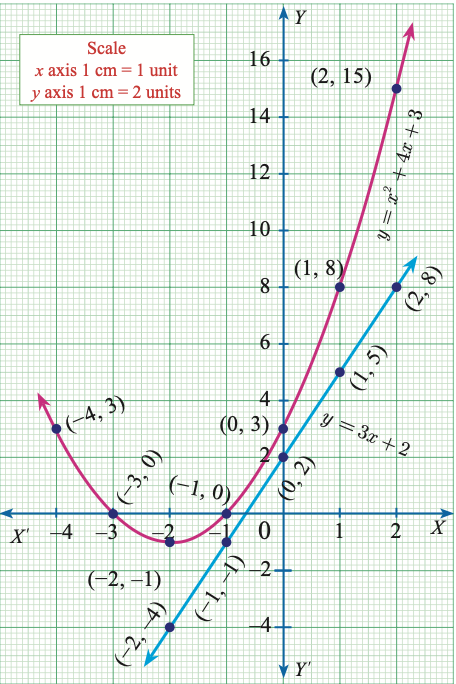 Y
Scale
x axis 1 cm = 1 unit
y axis 1 cm = 2 units
16
(2, 15)
14
y = x² + 4x + 3
12
10
(1, 8)
8
(2, 8)
6
(1, 5)
4
(−4, 3)
(0, 3)
y = 3x + 2
2
(−3, 0)
(−1, 0)
(0, 2)
X′ −4 −3 −2 −1 0 1 2 X
(−2, −1)
(−1, −1)
−2
(−2, −4)
−4
Y′